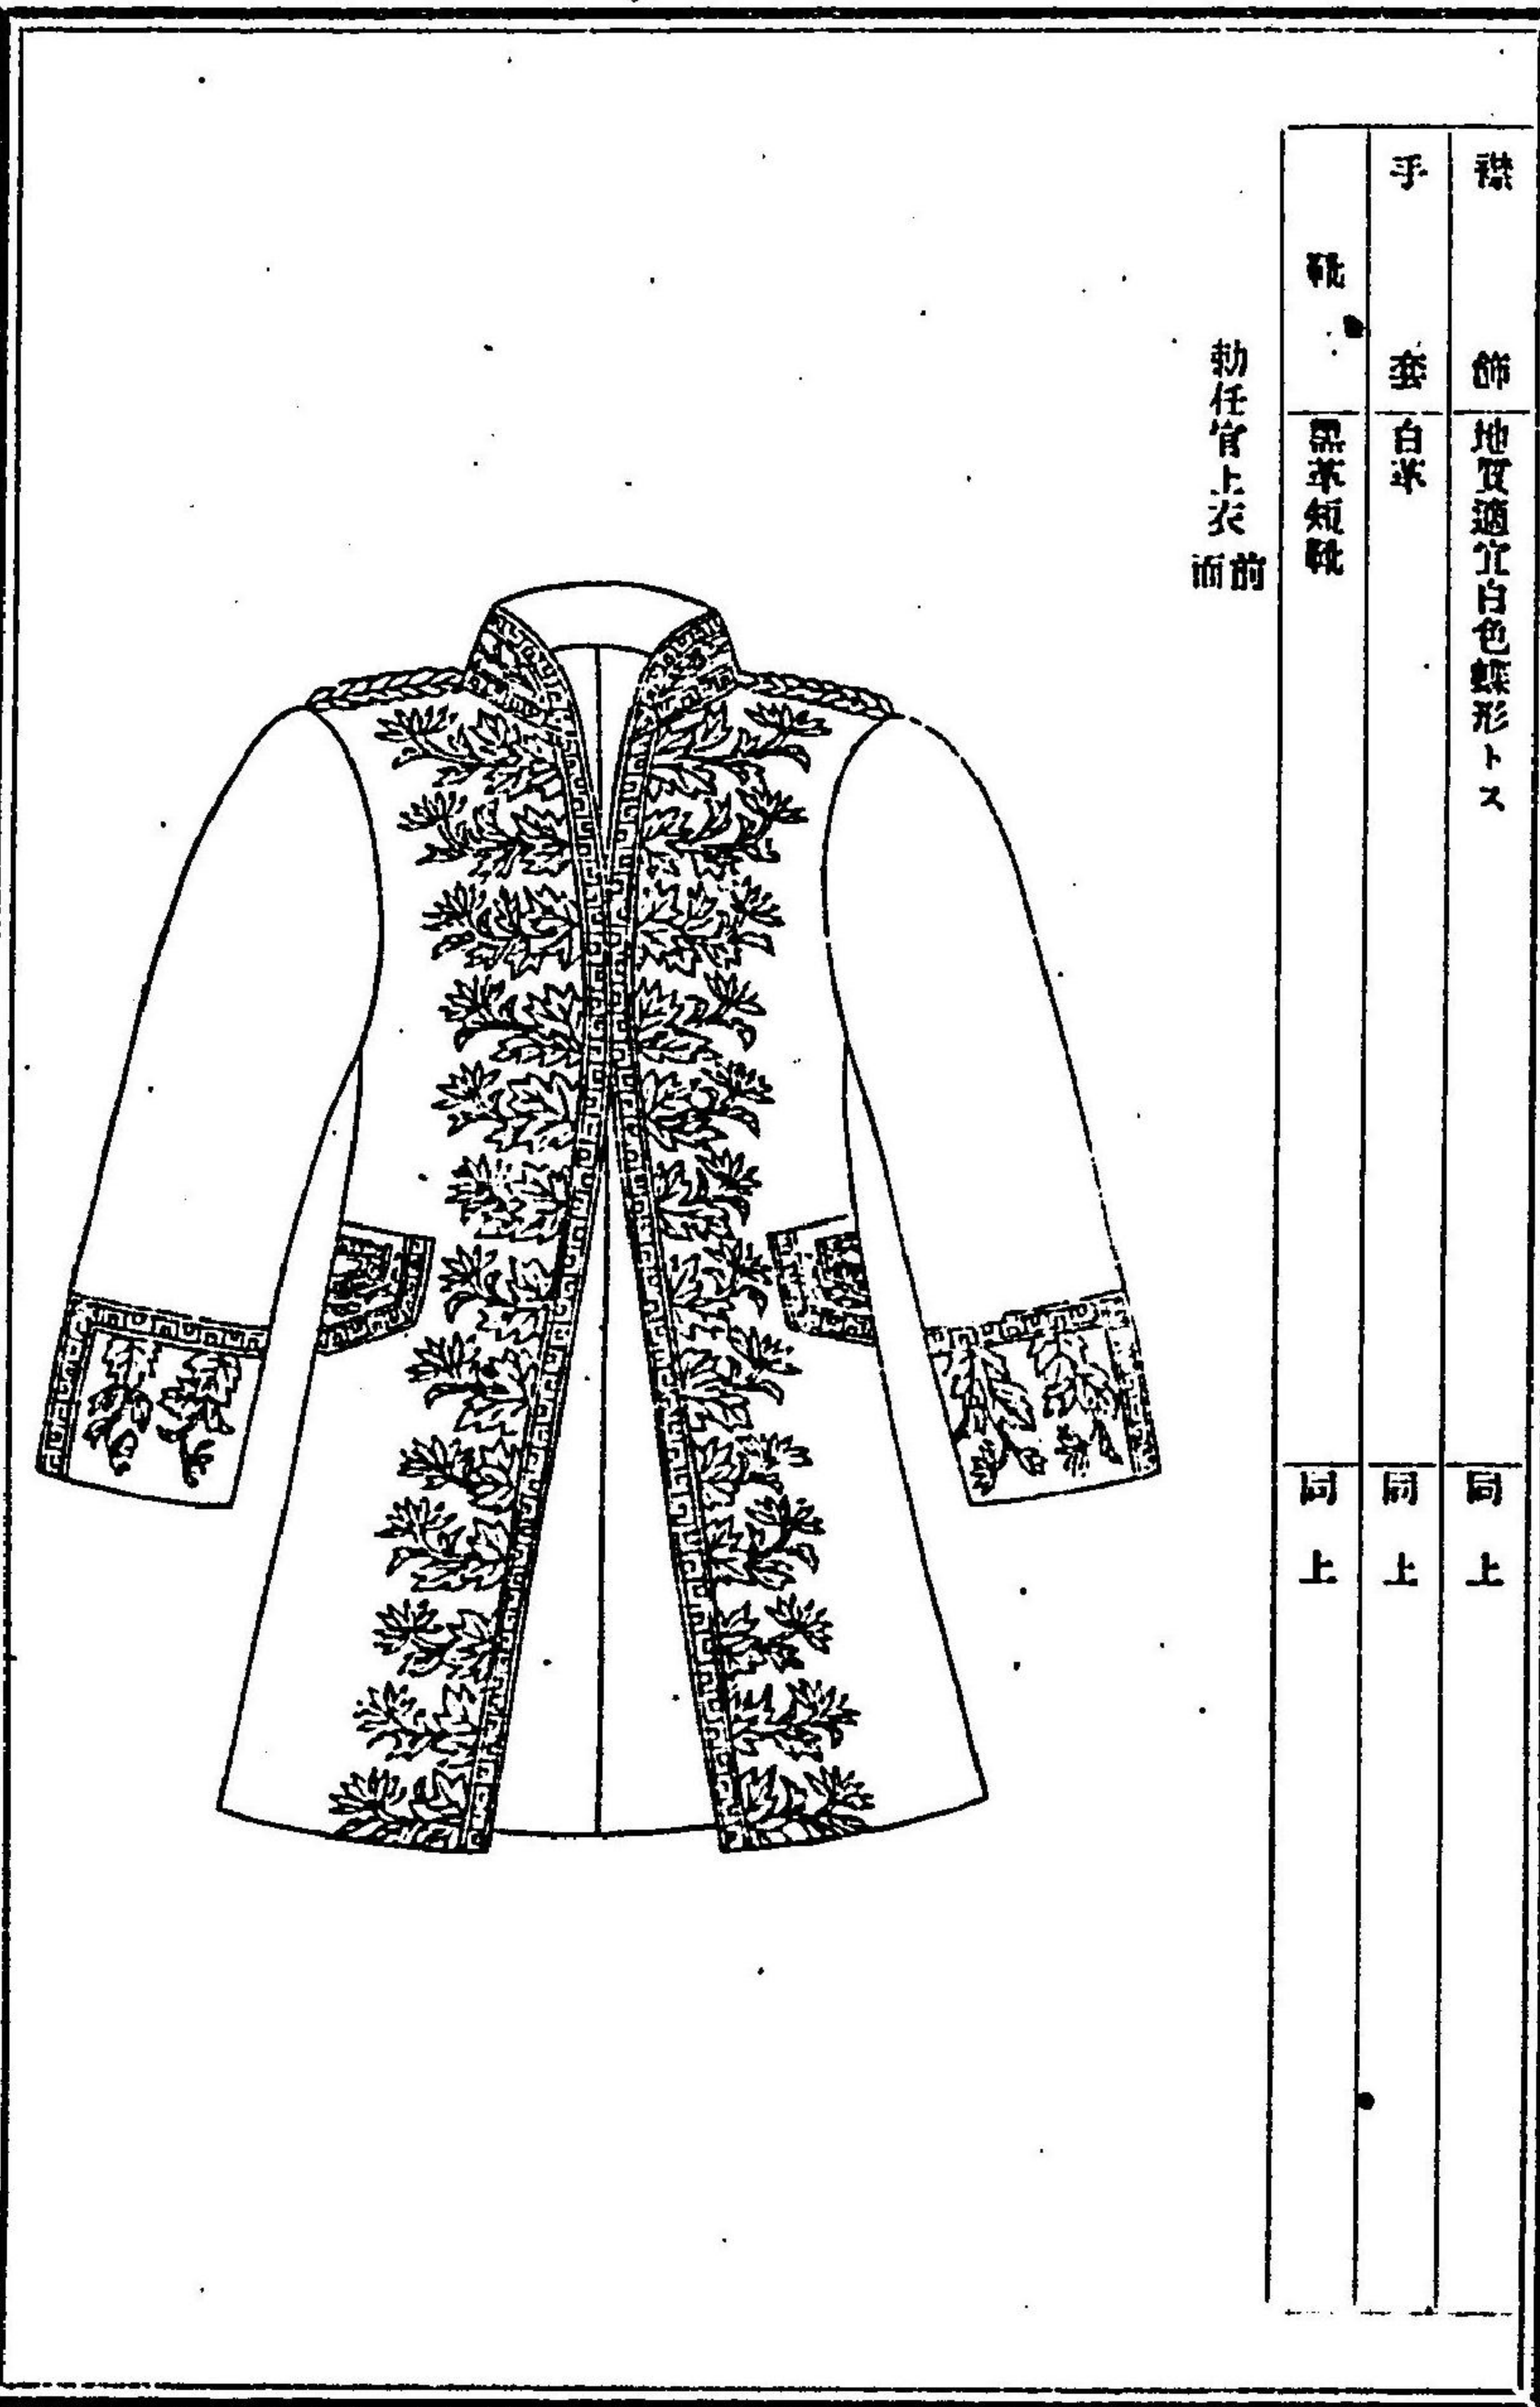 襟飾 地質適宜白色蝶形トス 同上
手套 白革 同上
靴 黒革短靴 同上
勅任官上衣 前面